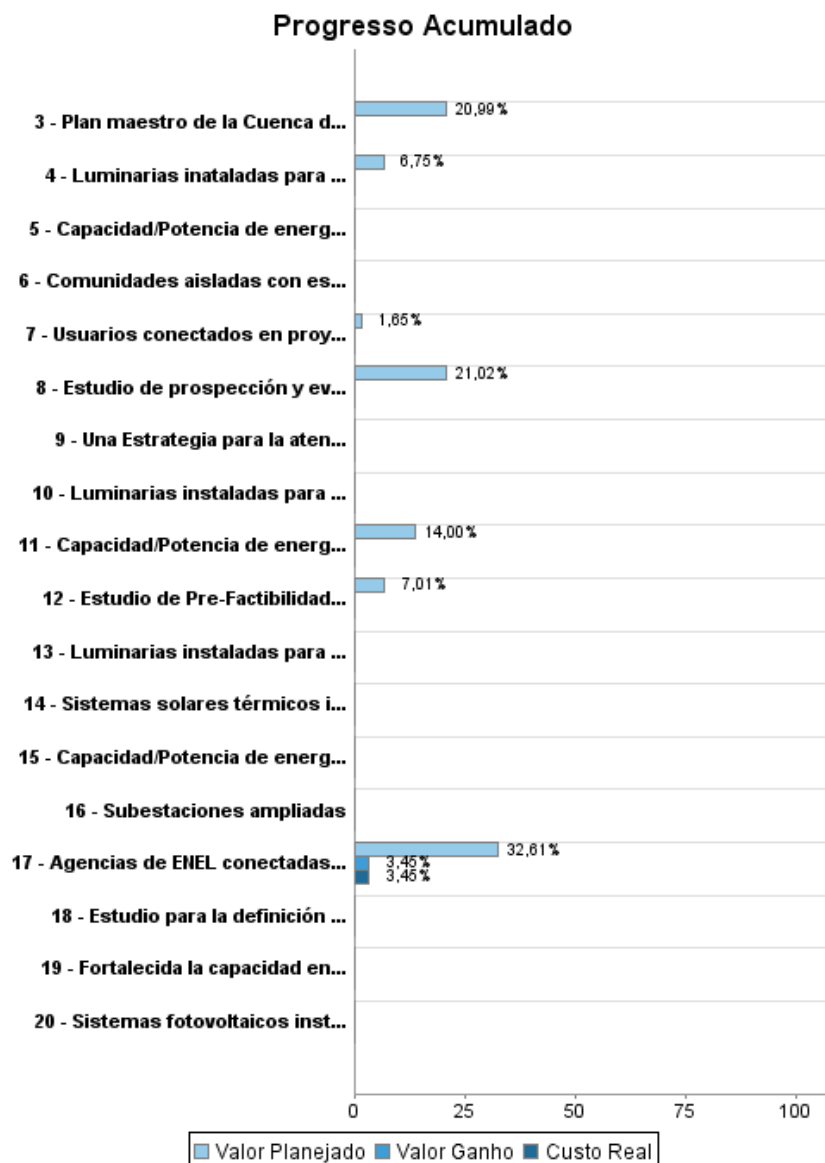 Progresso Acumulado
3 - Plan maestro de la Cuenca d...
20,99%
4 - Luminarias inataladas para ...
6,75%
5 - Capacidad/Potencia de energ...
6 - Comunidades aisladas con es...
7 - Usuarios conectados en proy...
1,65%
8 - Estudio de prospección y ev...
21,02%
9 - Una Estrategia para la aten...
10 - Luminarias instaladas para ...
11 - Capacidad/Potencia de energ...
14,00%
12 - Estudio de Pre-Factibilidad...
7,01%
13 - Luminarias instaladas para ...
14 - Sistemas solares térmicos i...
15 - Capacidad/Potencia de energ...
16 - Subestaciones ampliadas
17 - Agencias de ENEL conectadas...
32,61%
3,45%
3,45%
18 - Estudio para la definición ...
19 - Fortalecida la capacidad en...
20 - Sistemas fotovoltaicos inst...
0 25 50 75 100
Valor Planejado Valor Ganho Custo Real